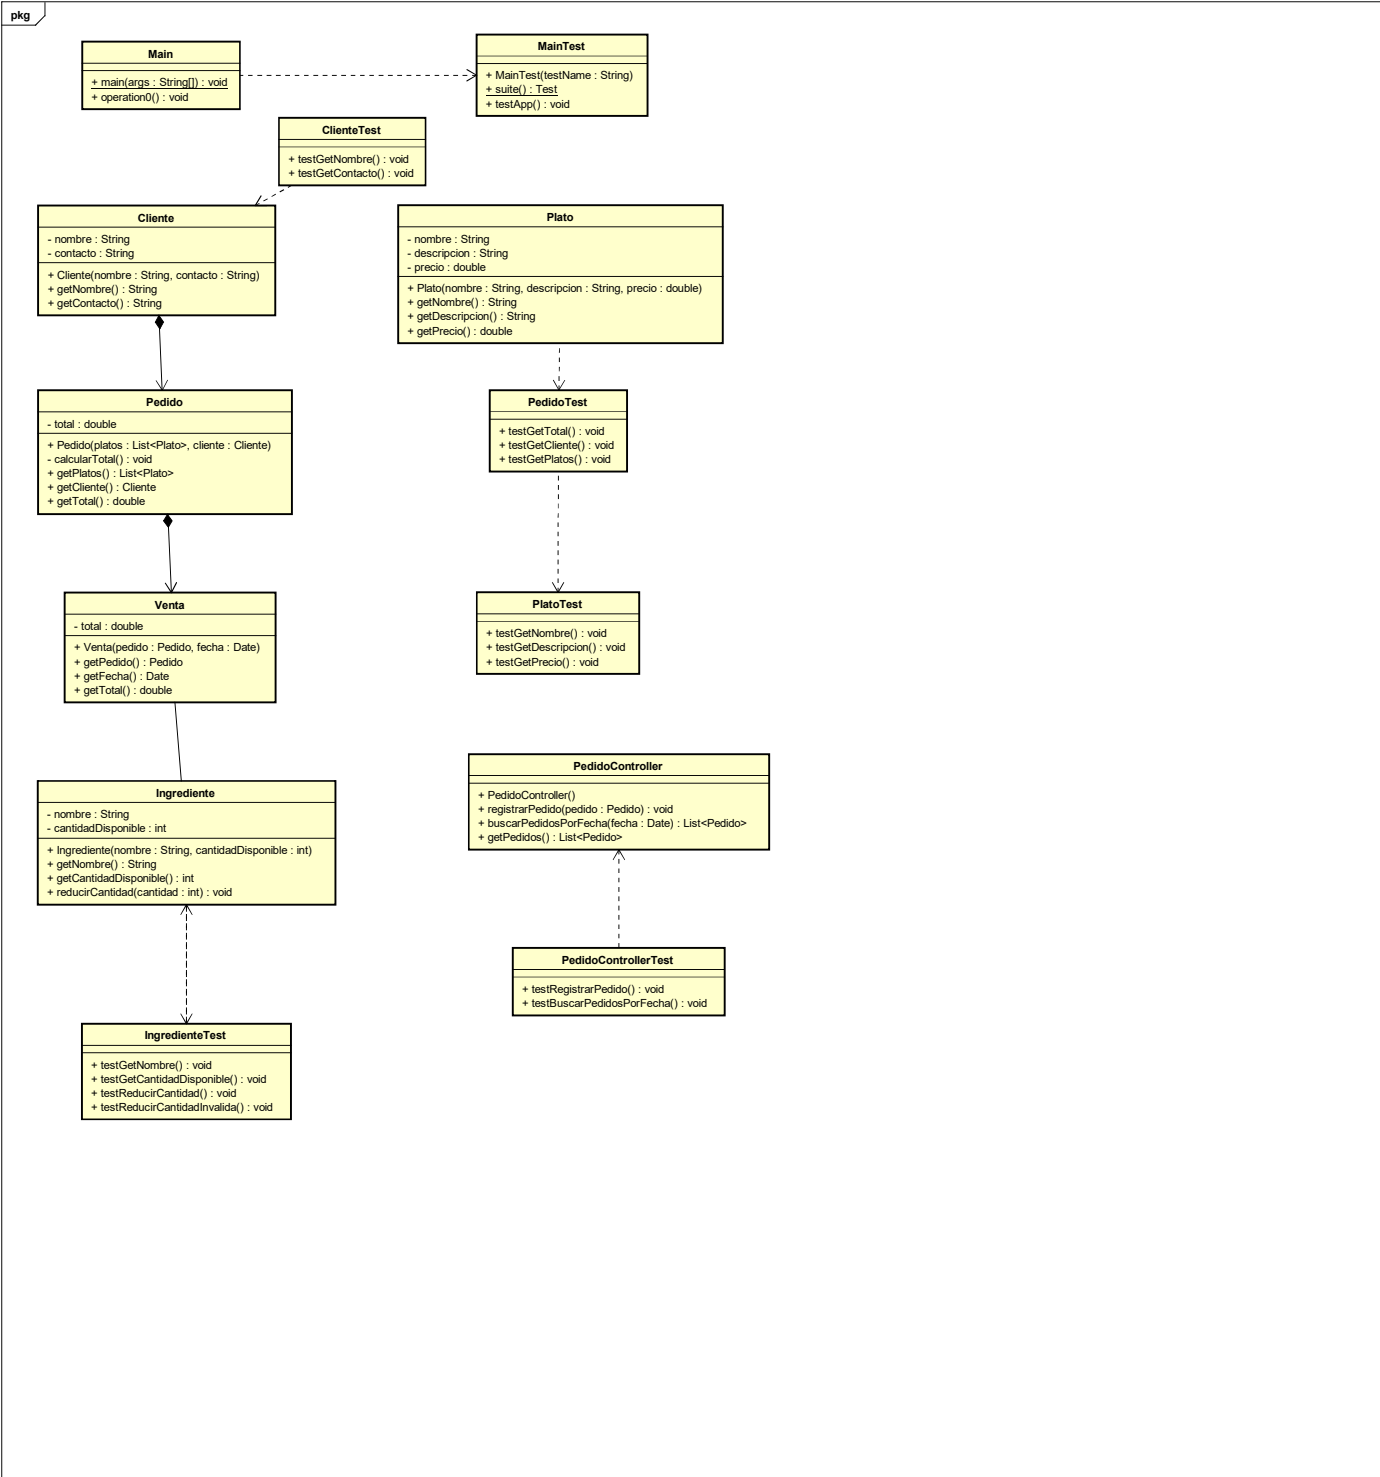 pkg
Main
+ main(args : String[]) : void
+ operation0() : void
MainTest
+ MainTest(testName : String)
+ suite() : Test
+ testApp() : void
ClienteTest
+ testGetNombre() : void
+ testGetContacto() : void
Cliente
- nombre : String
- contacto : String
+ Cliente(nombre : String, contacto : String)
+ getNombre() : String
+ getContacto() : String
Plato
- nombre : String
- descripcion : String
- precio : double
+ Plato(nombre : String, descripcion : String, precio : double)
+ getNombre() : String
+ getDescripcion() : String
+ getPrecio() : double
Pedido
- total : double
+ Pedido(platos : List<Plato>, cliente : Cliente)
- calcularTotal() : void
+ getPlatos() : List<Plato>
+ getCliente() : Cliente
+ getTotal() : double
PedidoTest
+ testGetTotal() : void
+ testGetCliente() : void
+ testGetPlatos() : void
Venta
- total : double
+ Venta(pedido : Pedido, fecha : Date)
+ getPedido() : Pedido
+ getFecha() : Date
+ getTotal() : double
PlatoTest
+ testGetNombre() : void
+ testGetDescripcion() : void
+ testGetPrecio() : void
Ingrediente
- nombre : String
- cantidadDisponible : int
+ Ingrediente(nombre : String, cantidadDisponible : int)
+ getNombre() : String
+ getCantidadDisponible() : int
+ reducirCantidad(cantidad : int) : void
PedidoController
+ PedidoController()
+ registrarPedido(pedido : Pedido) : void
+ buscarPedidosPorFecha(fecha : Date) : List<Pedido>
+ getPedidos() : List<Pedido>
PedidoControllerTest
+ testRegistrarPedido() : void
+ testBuscarPedidosPorFecha() : void
IngredienteTest
+ testGetNombre() : void
+ testGetCantidadDisponible() : void
+ testReducirCantidad() : void
+ testReducirCantidadInvalida() : void